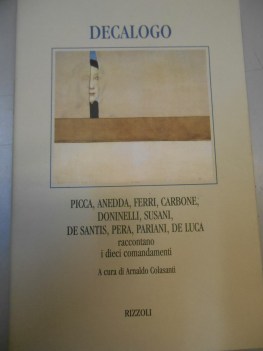 DECALOGO
PICCA, ANEDDA, FERRI, CARBONE,
DONINELLI, SUSANI,
DE SANTIS, PERA, PARIANI, DE LUCA
raccontano
i dieci comandamenti
A cura di Arnaldo Colasanti
RIZZOLI